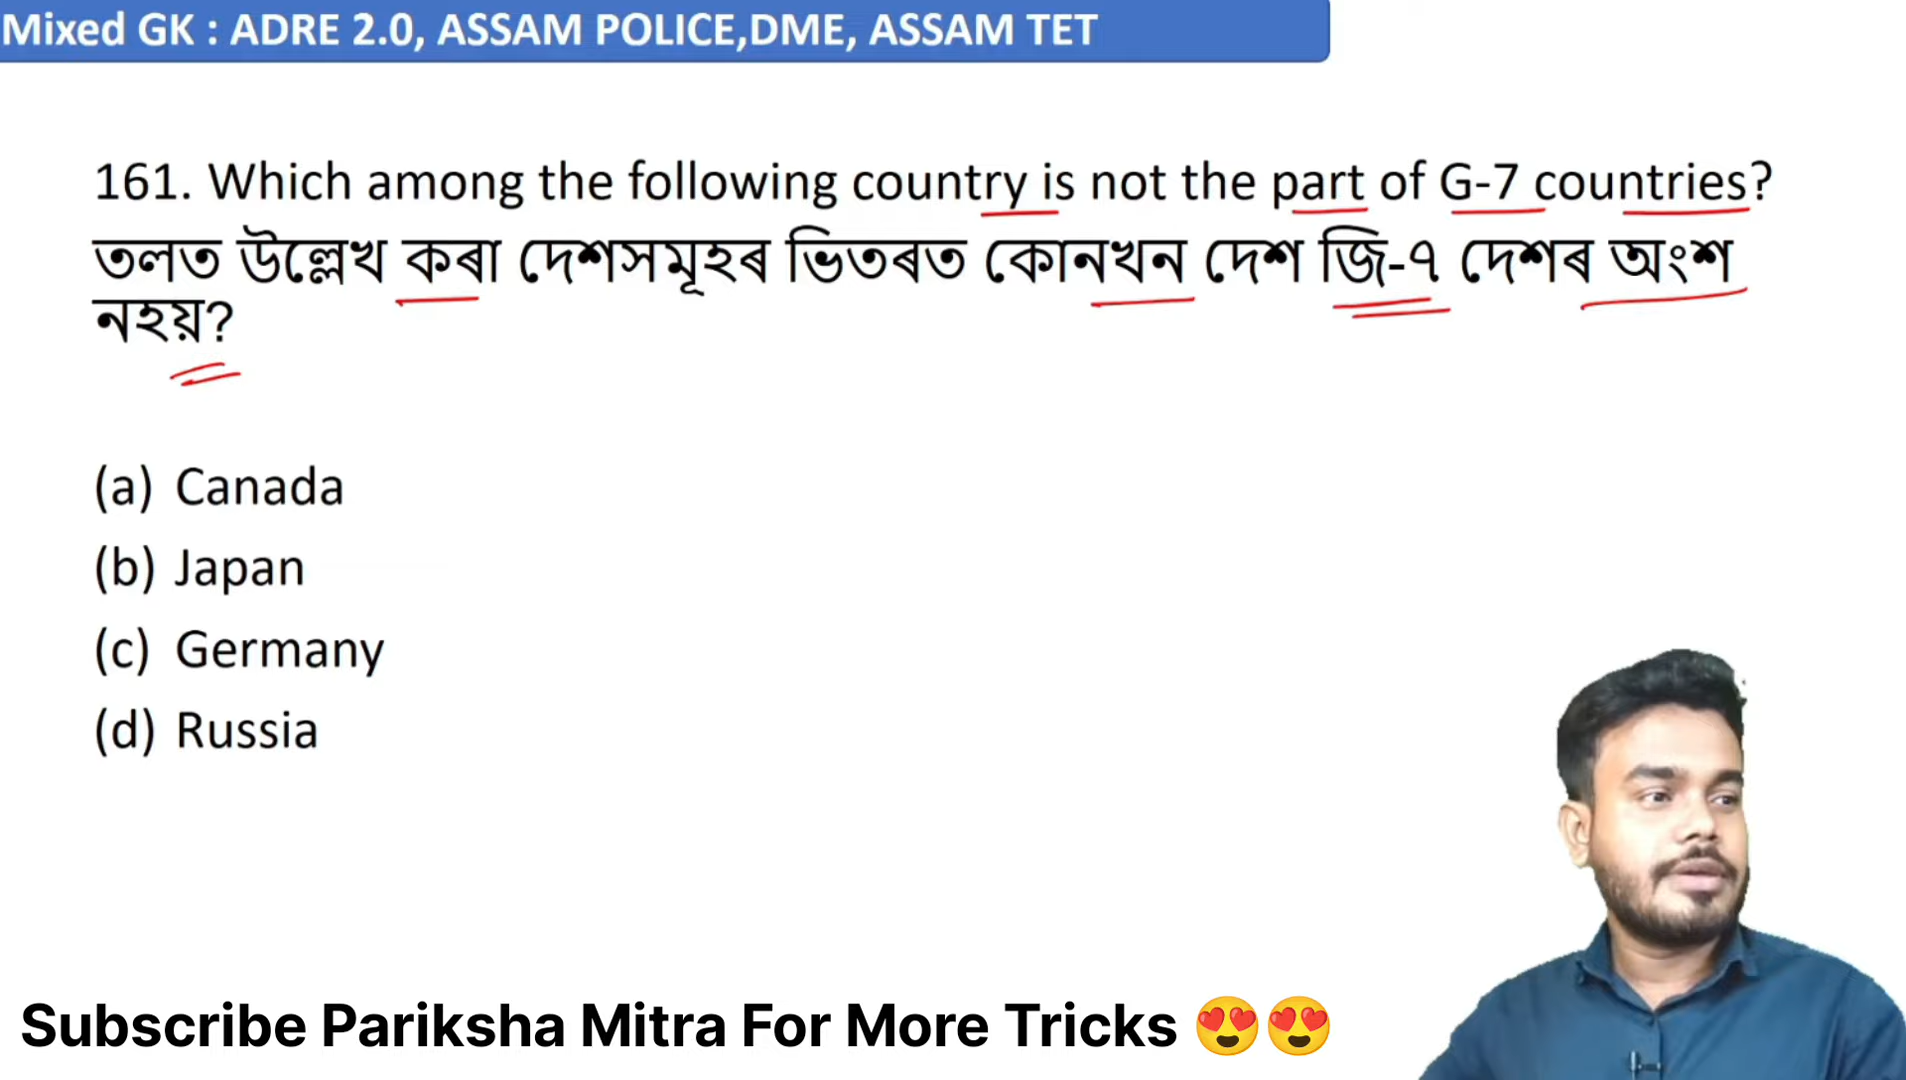 Mixed GK : ADRE 2.0, ASSAM POLICE,DME, ASSAM TET
161. Which among the following country is not the part of G-7 countries?
তলত উল্লেখ কৰা দেশসমূহৰ ভিতৰত কোনখন দেশ জি-৭ দেশৰ অংশ
নহয়?
(a) Canada
(b) Japan
(c) Germany
(d) Russia
Subscribe Pariksha Mitra For More Tricks 😍😍